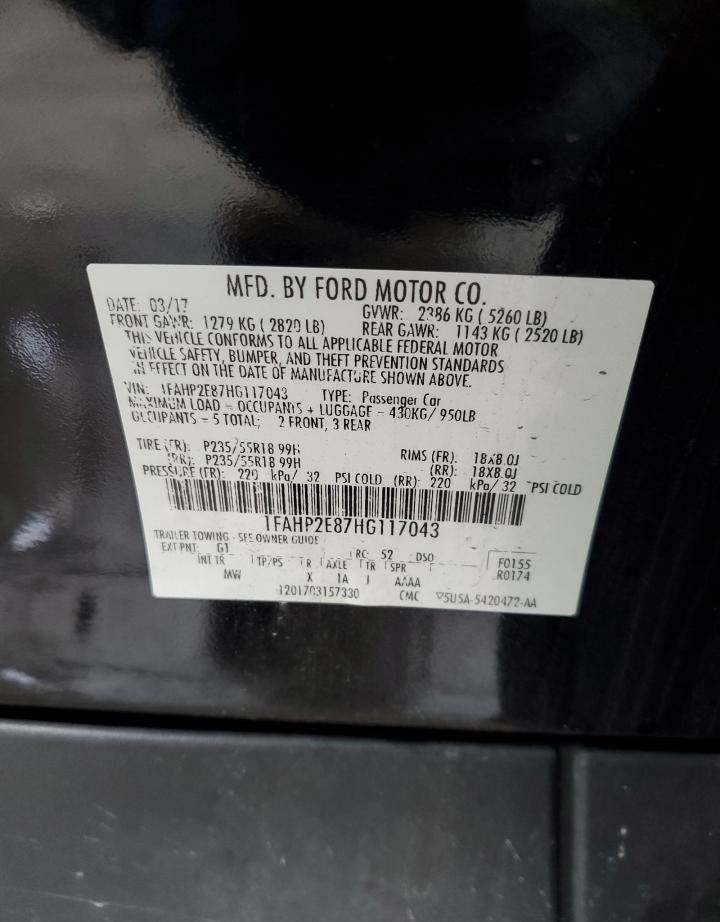 MFD. BY FORD MOTOR CO.
DATE: 03/17 GVWR: 2386 KG ( 5260 LB)
FRONT GAWR: 1279 KG ( 2820 LB) REAR GAWR: 1143 KG ( 2520 LB)
THIS VEHICLE CONFORMS TO ALL APPLICABLE FEDERAL MOTOR
VEHICLE SAFETY, BUMPER, AND THEFT PREVENTION STANDARDS
IN EFFECT ON THE DATE OF MANUFACTURE SHOWN ABOVE.
VIN: 1FAHP2E87HG117043 TYPE: Passenger Car
MAXIMUM LOAD = OCCUPANTS + LUGGAGE = 430KG/ 950LB
OCCUPANTS = 5 TOTAL; 2 FRONT, 3 REAR
TIRE (FR): P235/55R18 99H RIMS (FR): 18X8.0J
(RR): P235/55R18 99H (RR): 18X8.0J
PRESSURE (FR): 220 kPa/ 32 PSI COLD (RR): 220 kPa/ 32 PSI COLD
1FAHP2E87HG117043
TRAILER TOWING - SEE OWNER GUIDE
EXT PNT: G1 RC: 52 DSO: F0155
INT TR TP/PS R AXLE TR SPR R0174
MW X 1A J AAAA
1201703157330 CMC 5U5A-5420472-AA